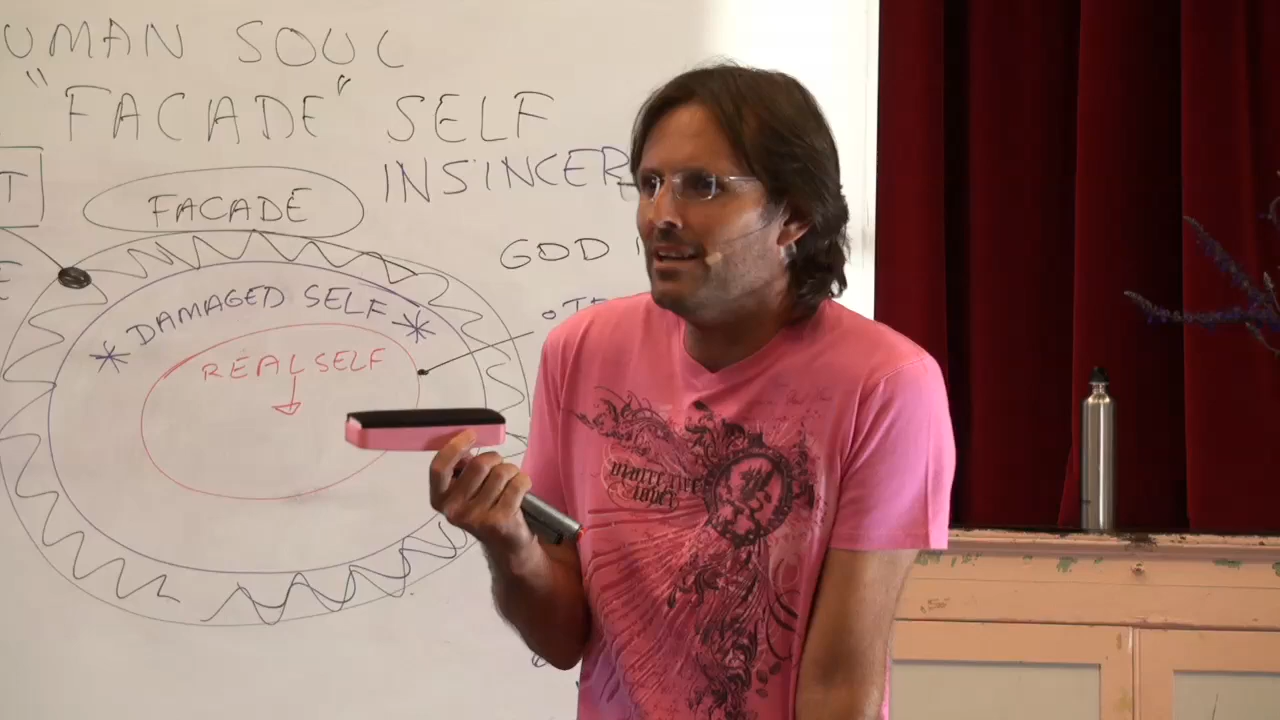 UMAN SOUL
"FACADE" SELF
INSINCER
T
FACADE
GOD
E
DAMAGED SELF
REAL SELF